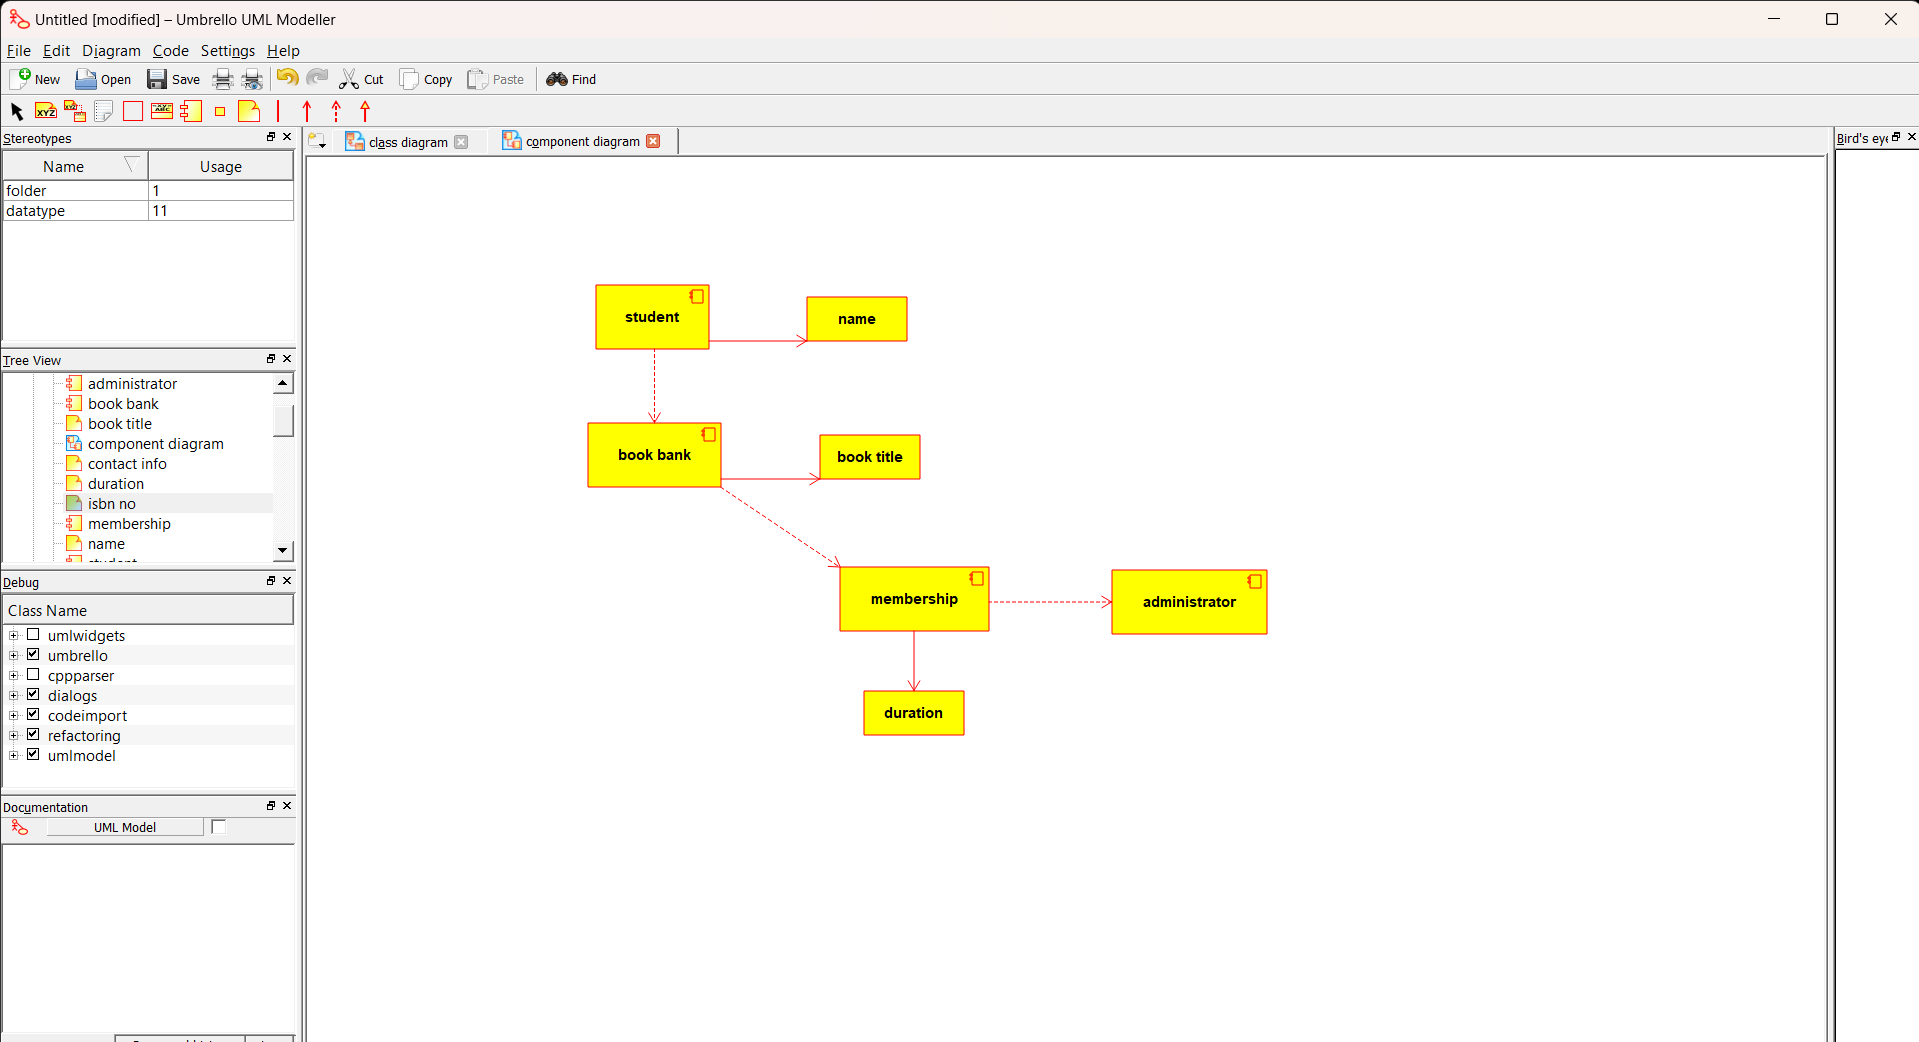 Untitled [modified] – Umbrello UML Modeller
File Edit Diagram Code Settings Help
New Open Save Cut Copy Paste Find
XYZ
Stereotypes
Name Usage
folder 1
datatype 11
Tree View
administrator
book bank
book title
component diagram
contact info
duration
isbn no
membership
name
Debug
Class Name
umlwidgets
umbrello
cppparser
dialogs
codeimport
refactoring
umlmodel
Documentation
UML Model
class diagram
component diagram
student
name
book bank
book title
membership
administrator
duration
Bird's eye